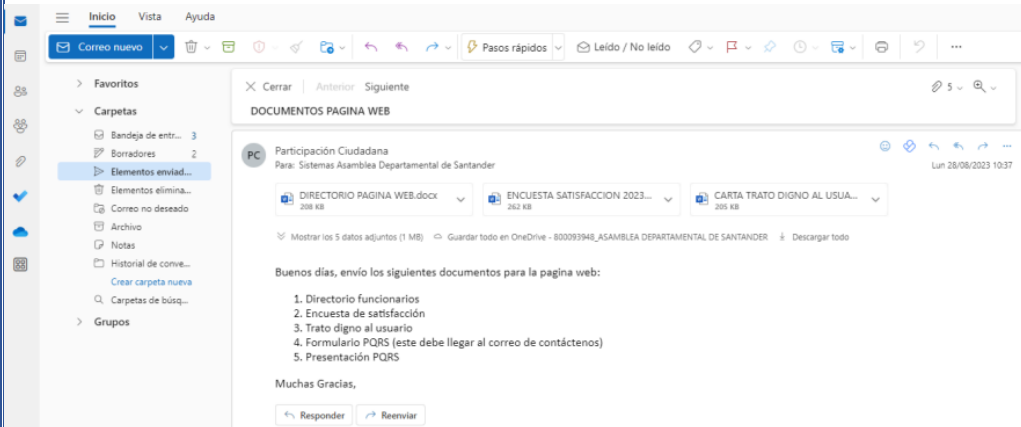 Inicio Vista Ayuda
Correo nuevo Pasos rápidos Leído / No leído
Favoritos
Carpetas
Bandeja de entr... 3
Borradores 2
Elementos enviad...
Elementos elimina...
Correo no deseado
Archivo
Notas
Historial de conve...
Crear carpeta nueva
Carpetas de búsq...
Grupos
Cerrar Anterior Siguiente 5
DOCUMENTOS PAGINA WEB
PC Participación Ciudadana
Para: Sistemas Asamblea Departamental de Santander Lun 28/08/2023 10:37
DIRECTORIO PAGINA WEB.docx ENCUESTA SATISFACCION 2023... CARTA TRATO DIGNO AL USUA...
208 KB 262 KB 205 KB
Mostrar los 5 datos adjuntos (1 MB) Guardar todo en OneDrive - 800093948_ASAMBLEA DEPARTAMENTAL DE SANTANDER Descargar todo
Buenos días, envío los siguientes documentos para la pagina web:
1. Directorio funcionarios
2. Encuesta de satisfacción
3. Trato digno al usuario
4. Formulario PQRS (este debe llegar al correo de contáctenos)
5. Presentación PQRS
Muchas Gracias,
Responder Reenviar